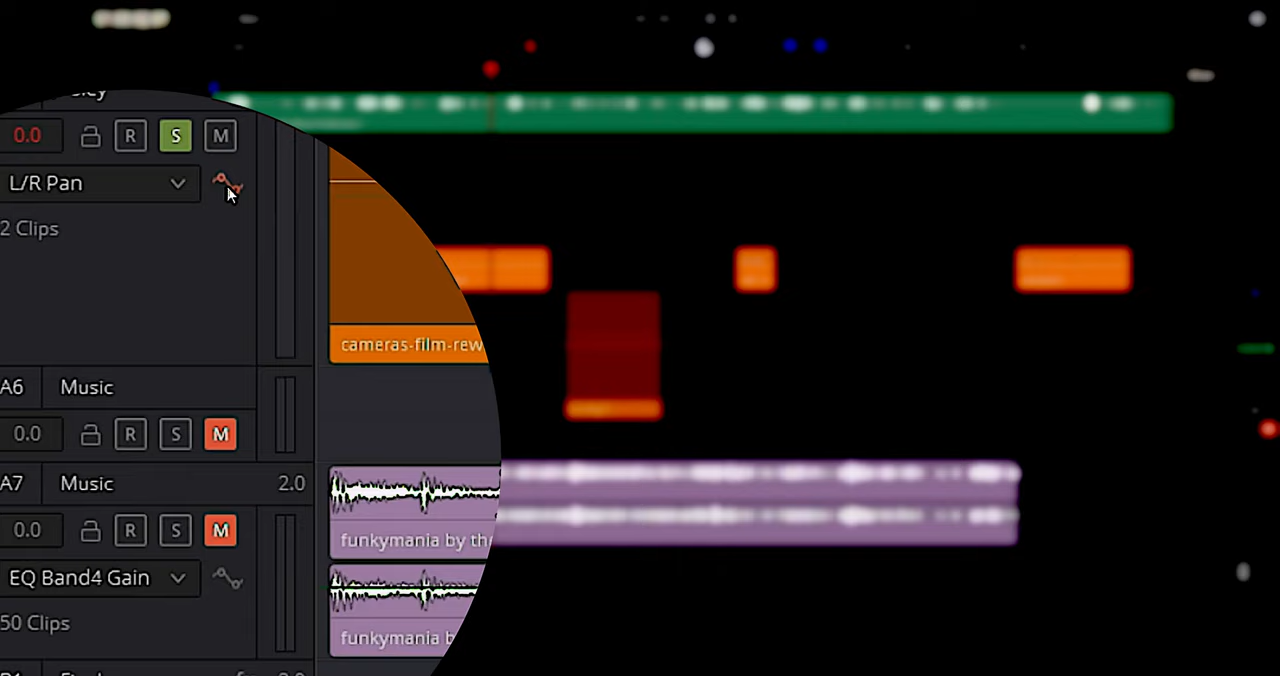 0.0 R S M
L/R Pan
2 Clips
cameras-film-rew
A6 Music
0.0 R S M
A7 Music 2.0
0.0 R S M
funkymania by the
EQ Band4 Gain
50 Clips
funkymania b